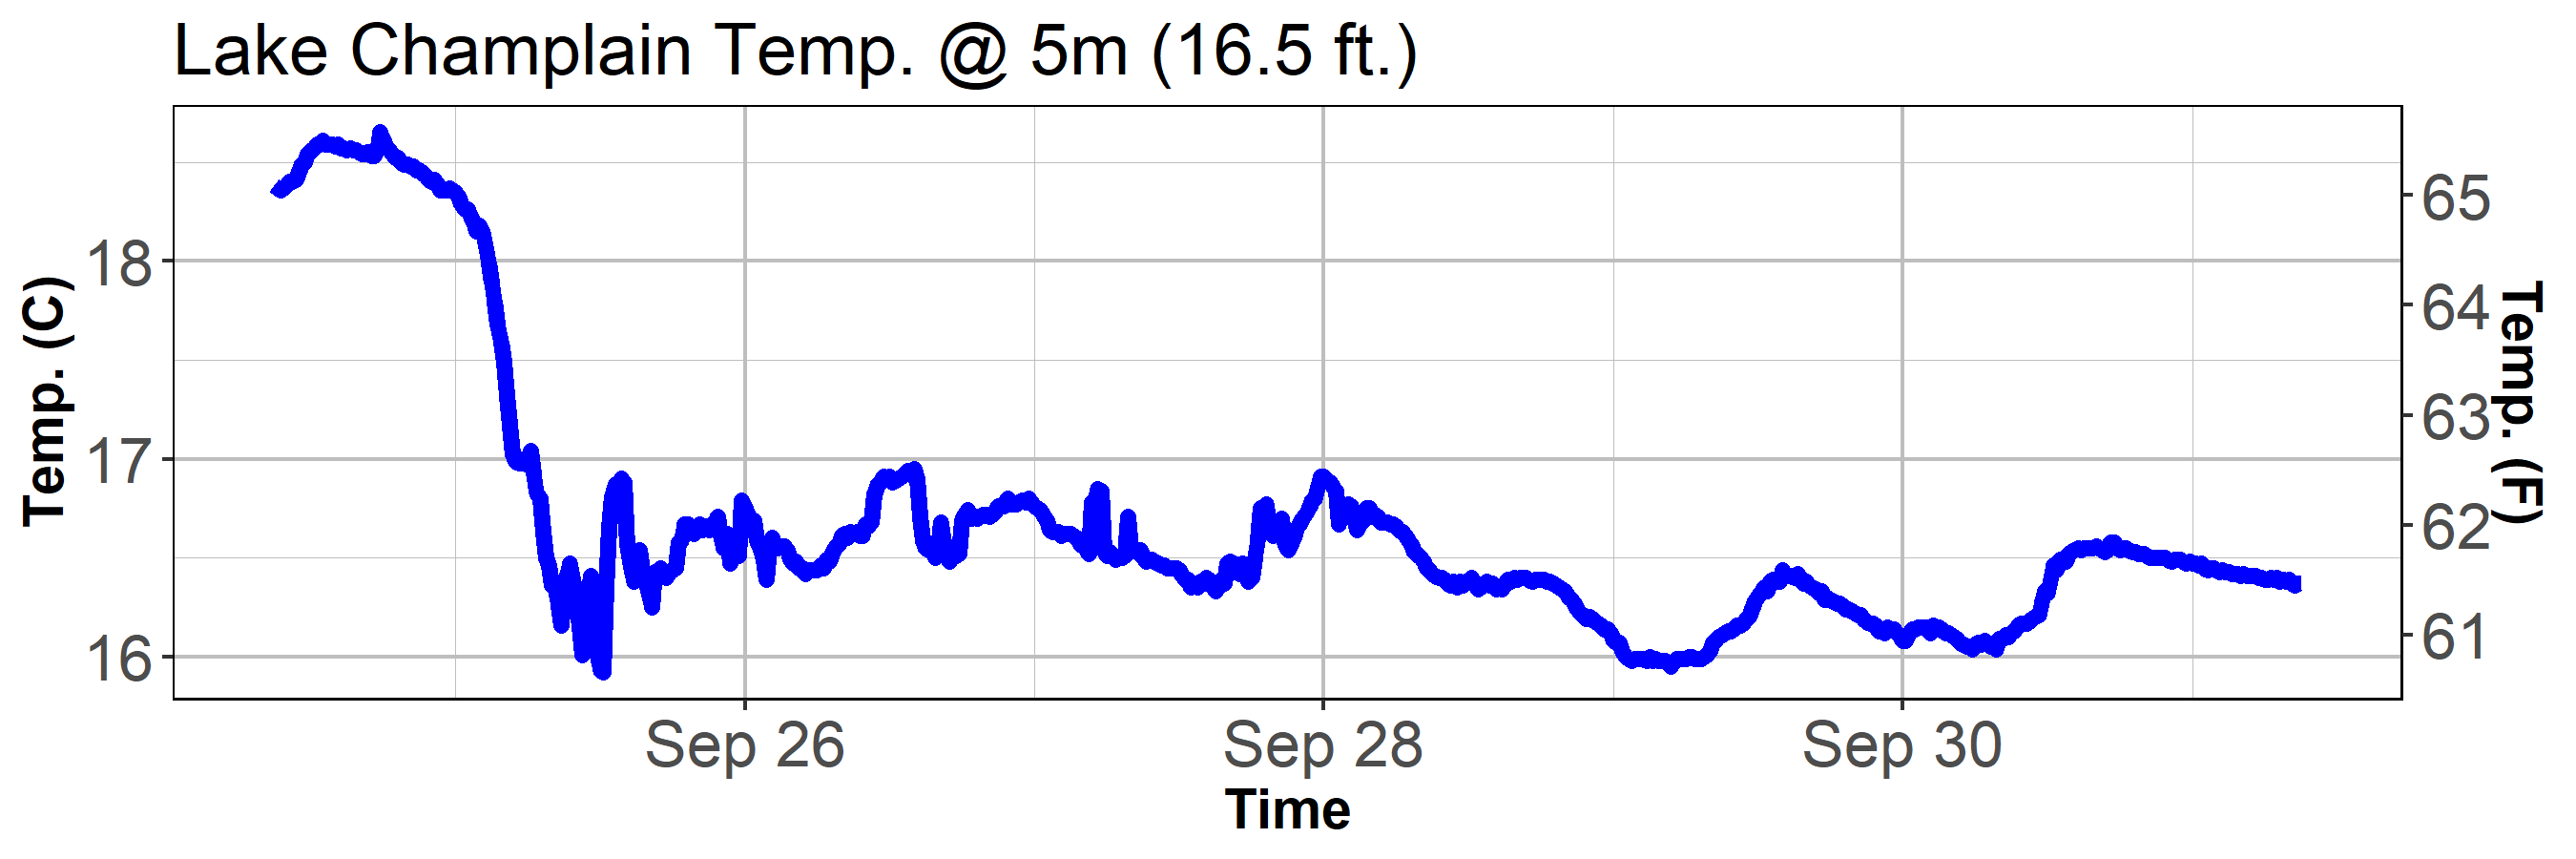 Lake Champlain Temp. @ 5m (16.5 ft.)
Temp. (C)
18
17
16
65
64
63
62
61
Temp. (F)
Sep 26
Sep 28
Sep 30
Time